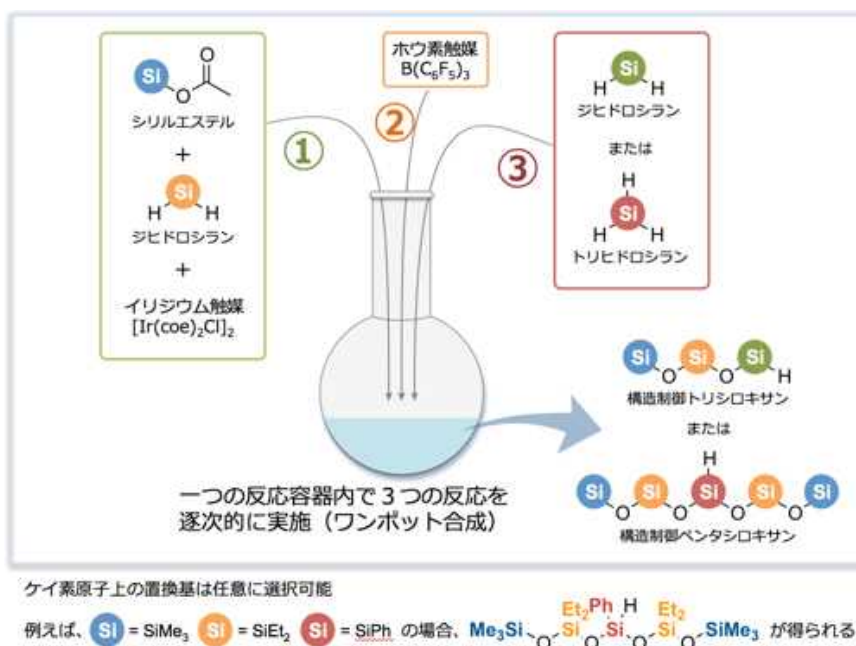 Si
O
O
シリルエステル
+
Si
H H
ジヒドロシラン
+
イリジウム触媒
[Ir(coe)₂Cl]₂
①
ホウ素触媒
B(C₆F₅)₃
②
③
Si
H H
ジヒドロシラン
または
H
Si
H H
トリヒドロシラン
一つの反応容器内で3つの反応を
逐次的に実施(ワンポット合成)
Si Si Si
O O H
構造制御トリシロキサン
または
H
Si Si Si Si Si
O O O O
構造制御ペンタシロキサン
ケイ素原子上の置換基は任意に選択可能
Et₂Ph H Et₂
例えば、 Si = SiMe₃ Si = SiEt₂ Si = SiPh の場合、 Me₃Si Si Si Si SiMe₃ が得られる
O O O O